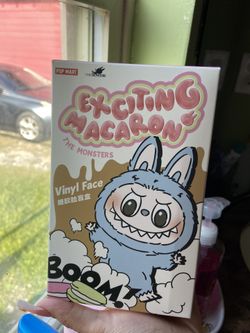 POP MART
EXCITING
MACARON
THE MONSTERS
Vinyl Face
搪胶脸盲盒
BOOM!